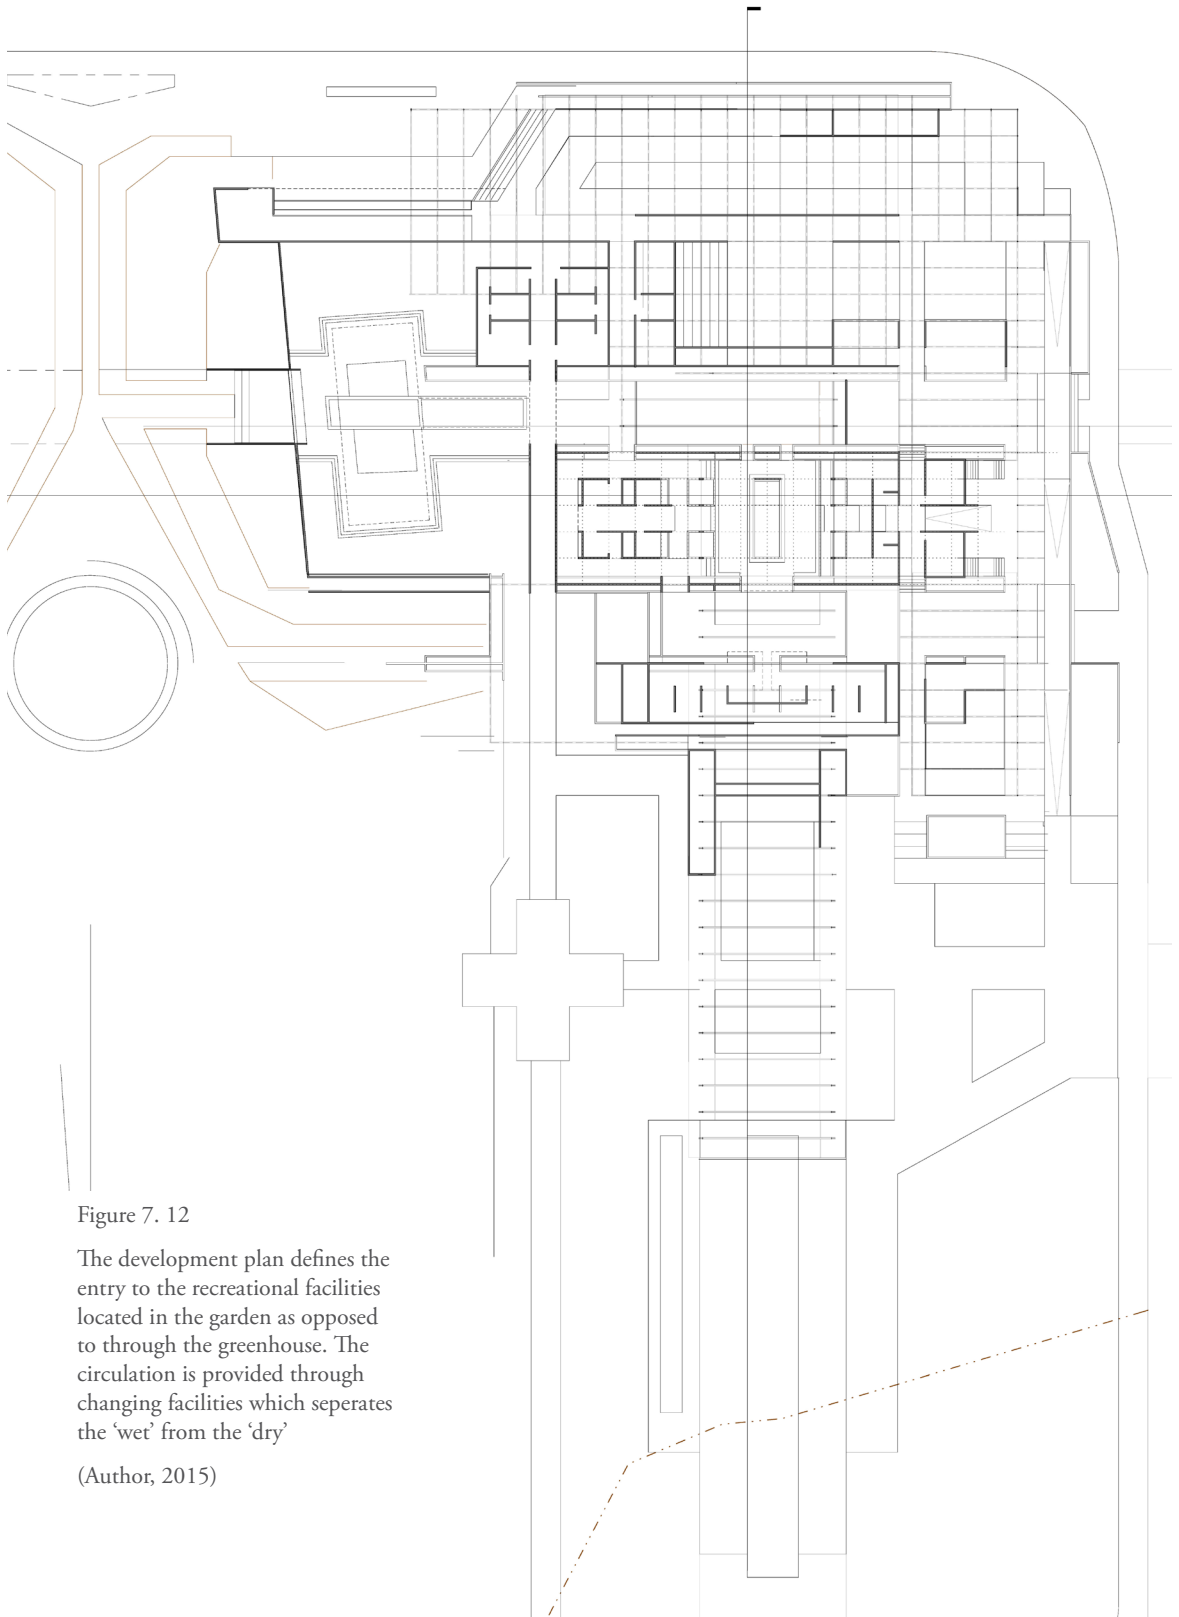 Figure 7. 12
The development plan defines the
entry to the recreational facilities
located in the garden as opposed
to through the greenhouse. The
circulation is provided through
changing facilities which seperates
the ‘wet’ from the ‘dry’
(Author, 2015)